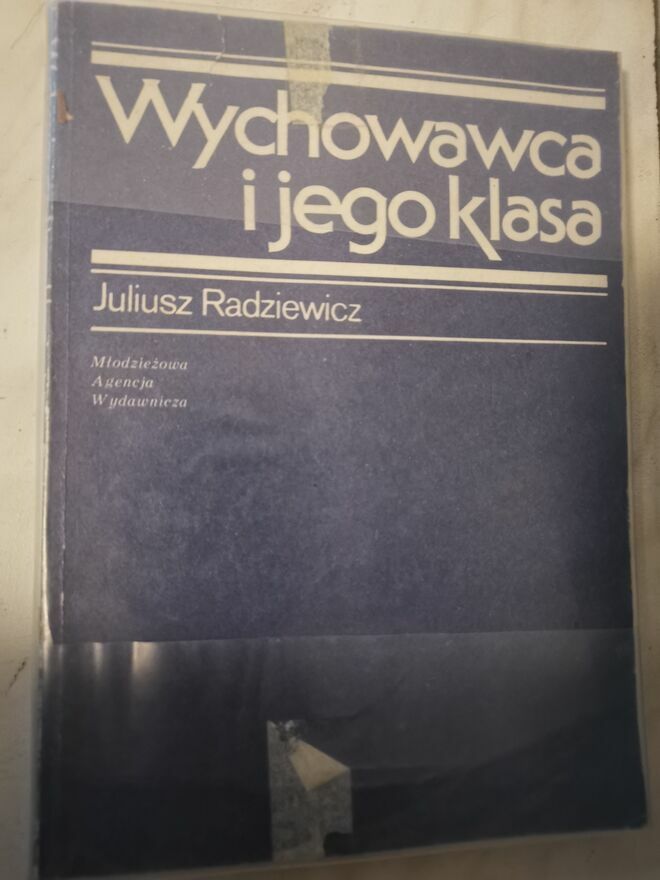 Wychowawca
i jego klasa
Juliusz Radziewicz
Młodzieżowa
Agencja
Wydawnicza